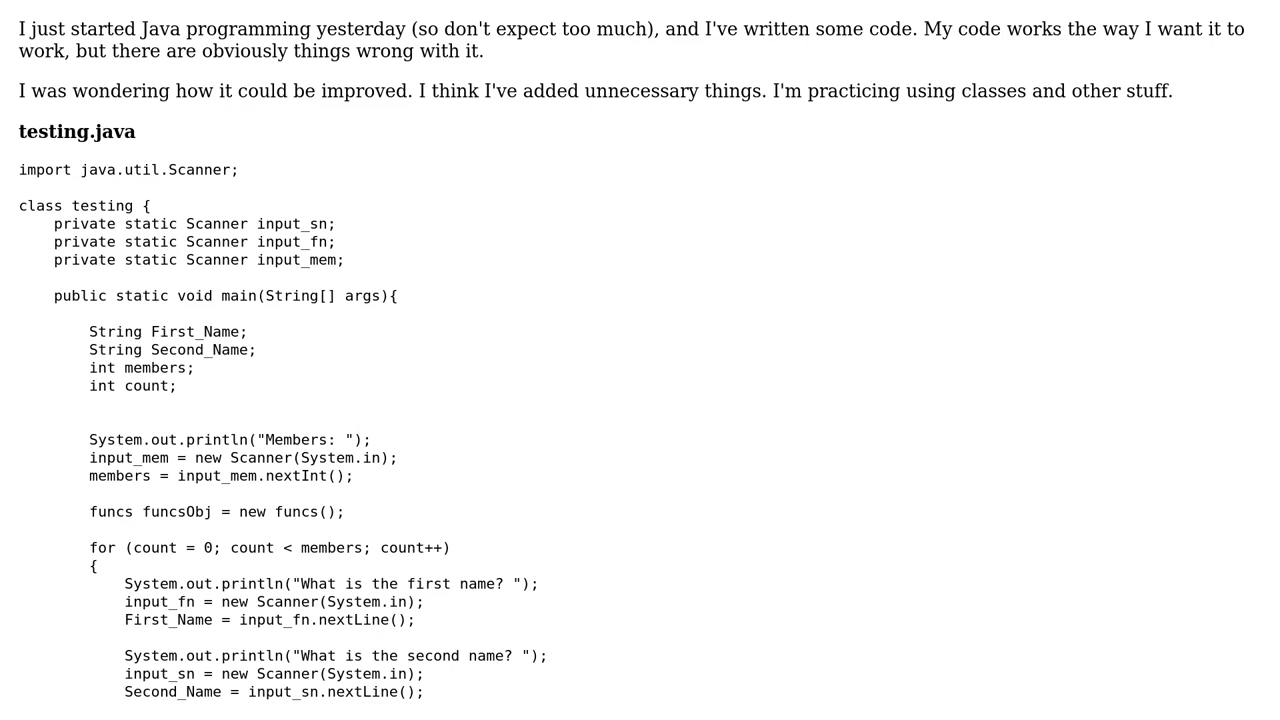 I just started Java programming yesterday (so don't expect too much), and I've written some code. My code works the way I want it to
work, but there are obviously things wrong with it.
I was wondering how it could be improved. I think I've added unnecessary things. I'm practicing using classes and other stuff.
testing.java
import java.util.Scanner;
class testing {
    private static Scanner input_sn;
    private static Scanner input_fn;
    private static Scanner input_mem;
    public static void main(String[] args){
        String First_Name;
        String Second_Name;
        int members;
        int count;
        System.out.println("Members: ");
        input_mem = new Scanner(System.in);
        members = input_mem.nextInt();
        funcs funcsObj = new funcs();
        for (count = 0; count < members; count++)
        {
            System.out.println("What is the first name? ");
            input_fn = new Scanner(System.in);
            First_Name = input_fn.nextLine();
            System.out.println("What is the second name? ");
            input_sn = new Scanner(System.in);
            Second_Name = input_sn.nextLine();